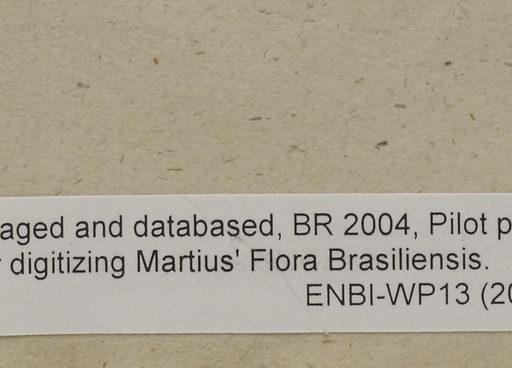 aged and databased, BR 2004, Pilot p
digitizing Martius' Flora Brasiliensis.
ENBI-WP13 (20